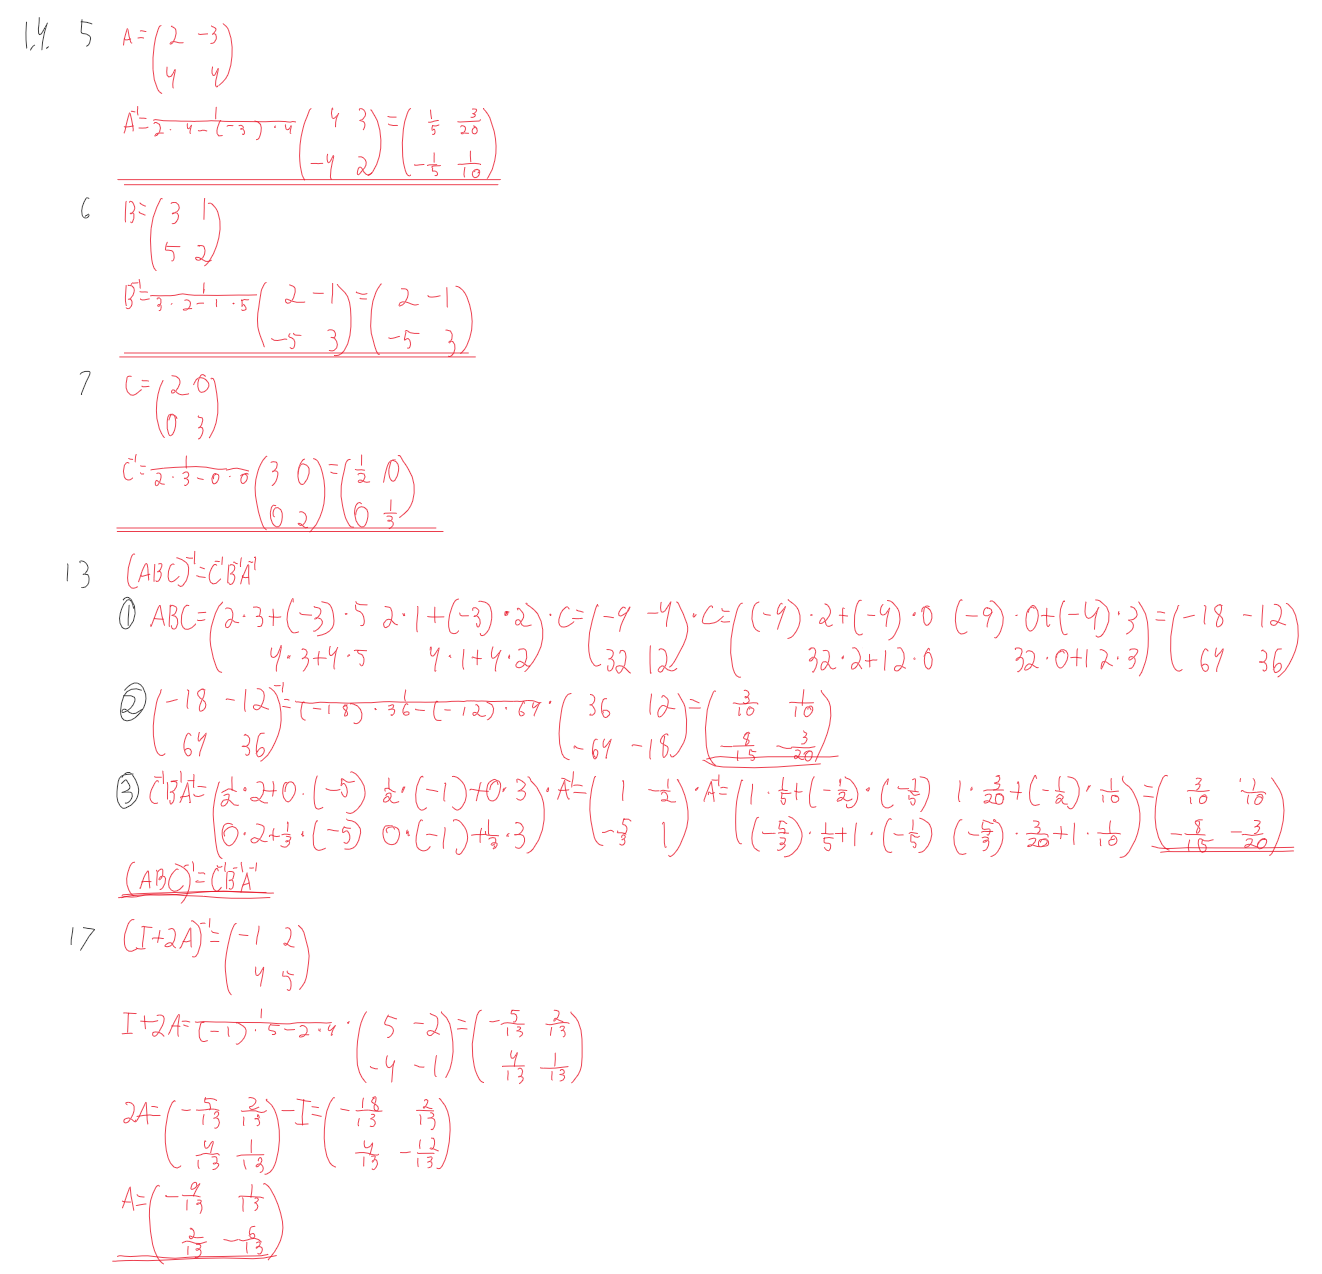 1.4. 5 A=(2 -3
4 4)
A⁻¹=1/(2·4-(-3)·4) (4 3
-4 2)=(1/5 3/20
-1/5 1/10)
6 B=(3 1
5 2)
B⁻¹=1/(3·2-1·5) (2 -1
-5 3)=(2 -1
-5 3)
7 C=(2 0
0 3)
C⁻¹=1/(2·3-0·0) (3 0
0 2)=(1/2 0
0 1/3)
13 (ABC)⁻¹=C⁻¹B⁻¹A⁻¹
① ABC=(2·3+(-3)·5 2·1+(-3)·2
4·3+4·5 4·1+4·2)·C=(-9 -4
32 12)·C=((-9)·2+(-4)·0 (-9)·0+(-4)·3
32·2+12·0 32·0+12·3)=(-18 -12
64 36)
② (-18 -12
64 36)⁻¹=1/((-18)·36-(-12)·64)·(36 12
-64 -18)=(3/10 1/10
-8/15 -3/20)
③ C⁻¹B⁻¹A⁻¹=(1/2·2+0·(-5) 1/2·(-1)+0·3
0·2+1/3·(-5) 0·(-1)+1/3·3)·A⁻¹=(1 -1/2
-5/3 1)·A⁻¹=(1·1/5+(-1/2)·(-1/5) 1·3/20+(-1/2)·1/10
(-5/3)·1/5+1·(-1/5) (-5/3)·3/20+1·1/10)=(3/10 1/10
-8/15 -3/20)
(ABC)⁻¹=C⁻¹B⁻¹A⁻¹
17 (I+2A)⁻¹=(-1 2
4 5)
I+2A=1/((-1)·5-2·4)·(5 -2
-4 -1)=(-5/13 2/13
4/13 1/13)
2A=(-5/13 2/13
4/13 1/13)-I=(-18/13 2/13
4/13 -12/13)
A=(-9/13 1/13
2/13 -6/13)